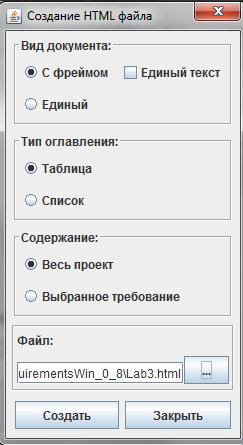 Создание HTML файла
Вид документа:
С фреймом
Единый текст
Единый
Тип оглавления:
Таблица
Список
Содержание:
Весь проект
Выбранное требование
Файл:
uirementsWin_0_8\Lab3.html
...
Создать
Закрыть